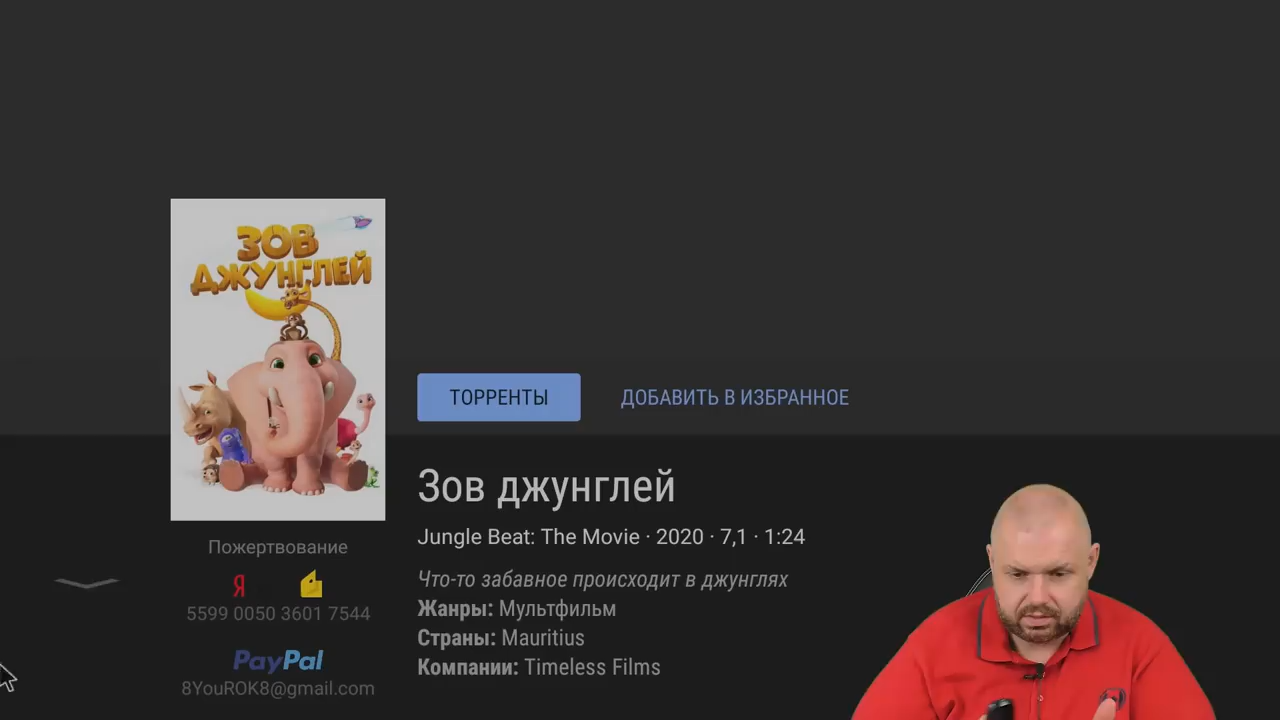 ЗОВ
ДЖУНГЛЕЙ
ТОРРЕНТЫ
ДОБАВИТЬ В ИЗБРАННОЕ
Зов джунглей
Jungle Beat: The Movie · 2020 · 7,1 · 1:24
Что-то забавное происходит в джунглях
Жанры: Мультфильм
Страны: Mauritius
Компании: Timeless Films
Пожертвование
Я
5599 0050 3601 7544
PayPal
8YouROK8@gmail.com